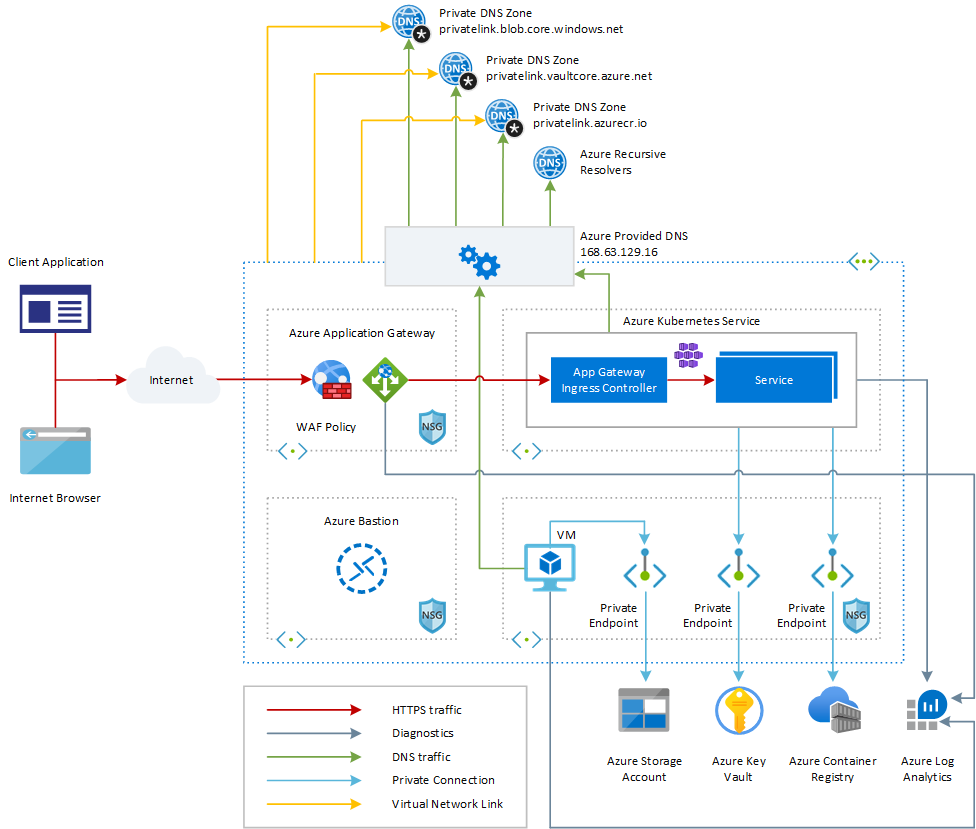 Private DNS Zone
privatelink.blob.core.windows.net
DNS
Private DNS Zone
privatelink.vaultcore.azure.net
DNS
Private DNS Zone
privatelink.azurecr.io
DNS
Azure Recursive
Resolvers
DNS
Azure Provided DNS
168.63.129.16
Client Application
Internet
Internet Browser
Azure Application Gateway
WAF Policy
NSG
Azure Kubernetes Service
App Gateway
Ingress Controller
Service
Azure Bastion
NSG
VM
Private
Endpoint
Private
Endpoint
Private
Endpoint
NSG
HTTPS traffic
Diagnostics
DNS traffic
Private Connection
Virtual Network Link
Azure Storage
Account
Azure Key
Vault
Azure Container
Registry
Azure Log
Analytics